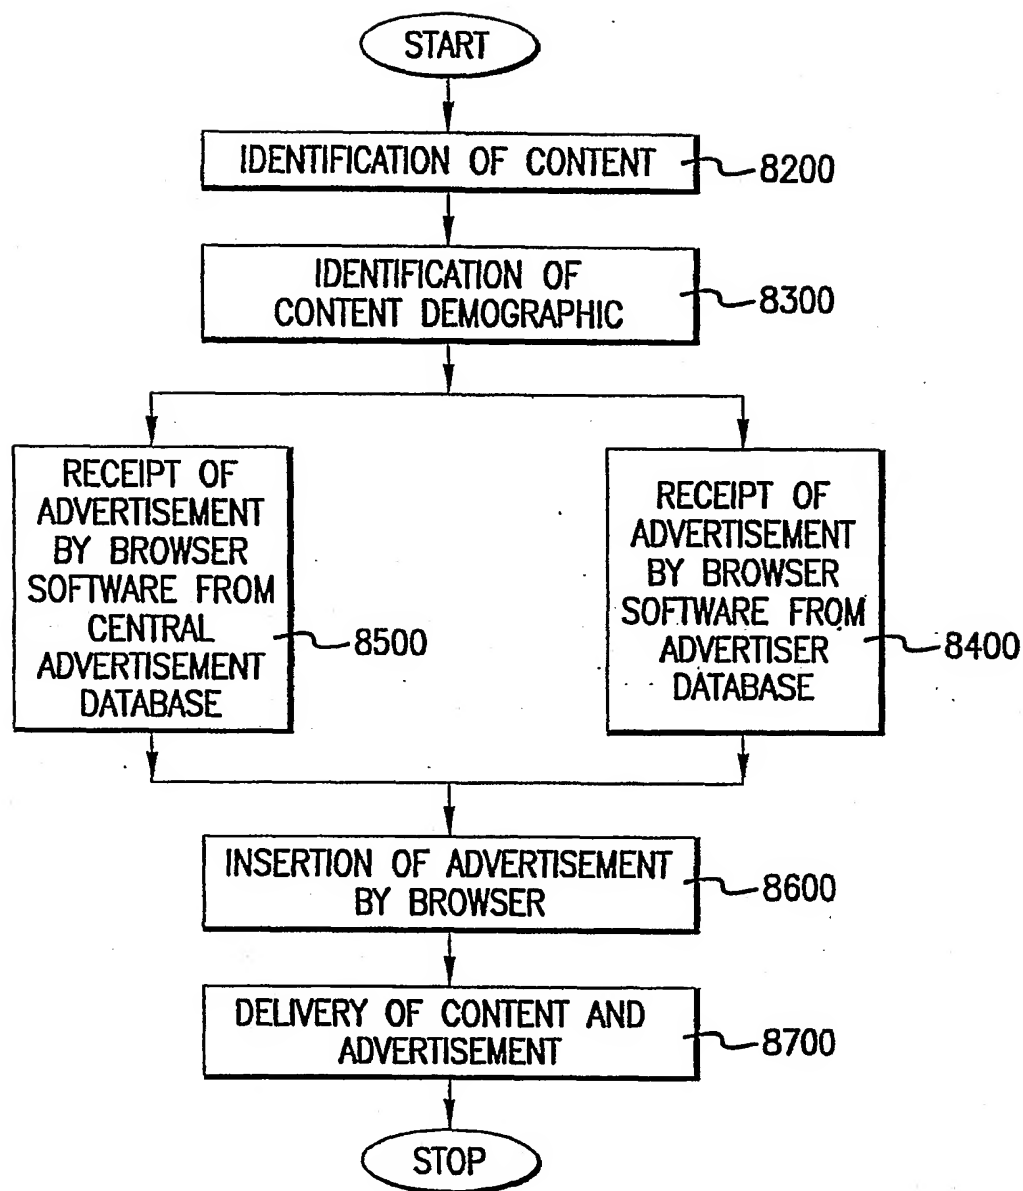 START
IDENTIFICATION OF CONTENT
8200
IDENTIFICATION OF
CONTENT DEMOGRAPHIC
8300
RECEIPT OF
ADVERTISEMENT
BY BROWSER
SOFTWARE FROM
CENTRAL
ADVERTISEMENT
DATABASE
8500
RECEIPT OF
ADVERTISEMENT
BY BROWSER
SOFTWARE FROM
ADVERTISER
DATABASE
8400
INSERTION OF ADVERTISEMENT
BY BROWSER
8600
DELIVERY OF CONTENT AND
ADVERTISEMENT
8700
STOP